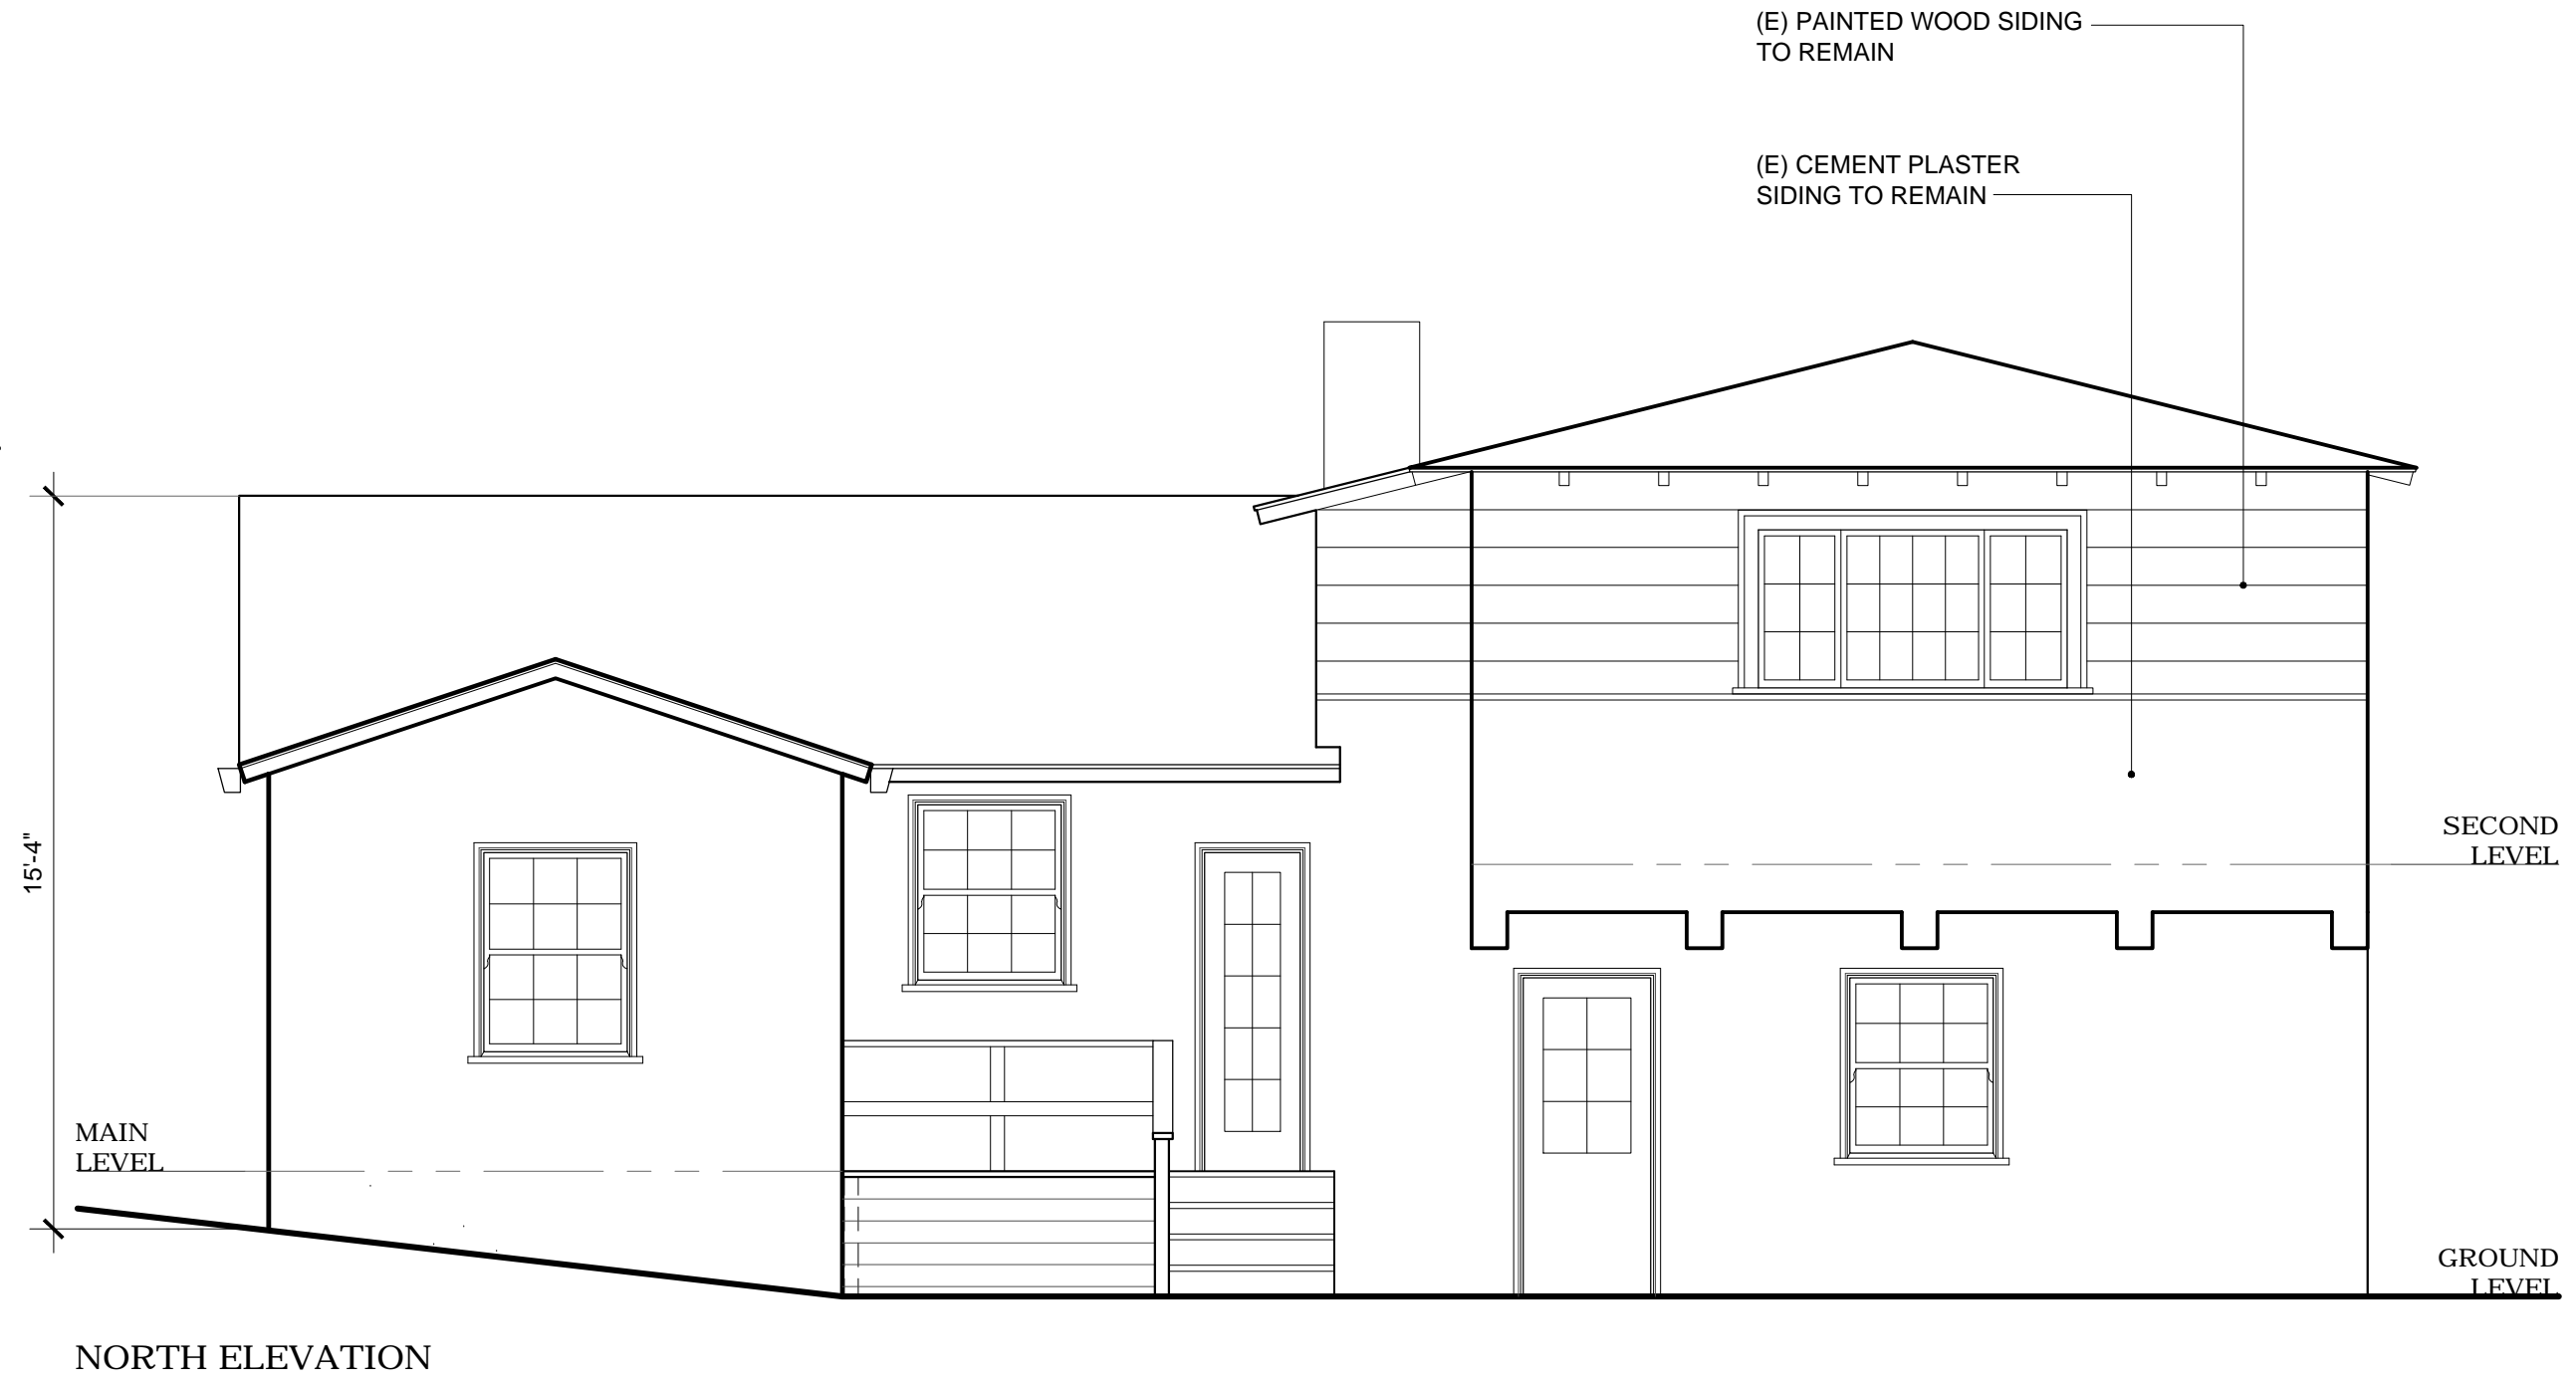 (E) PAINTED WOOD SIDING
TO REMAIN
(E) CEMENT PLASTER
SIDING TO REMAIN
15'-4"
SECOND
LEVEL
MAIN
LEVEL
GROUND
LEVEL
NORTH ELEVATION